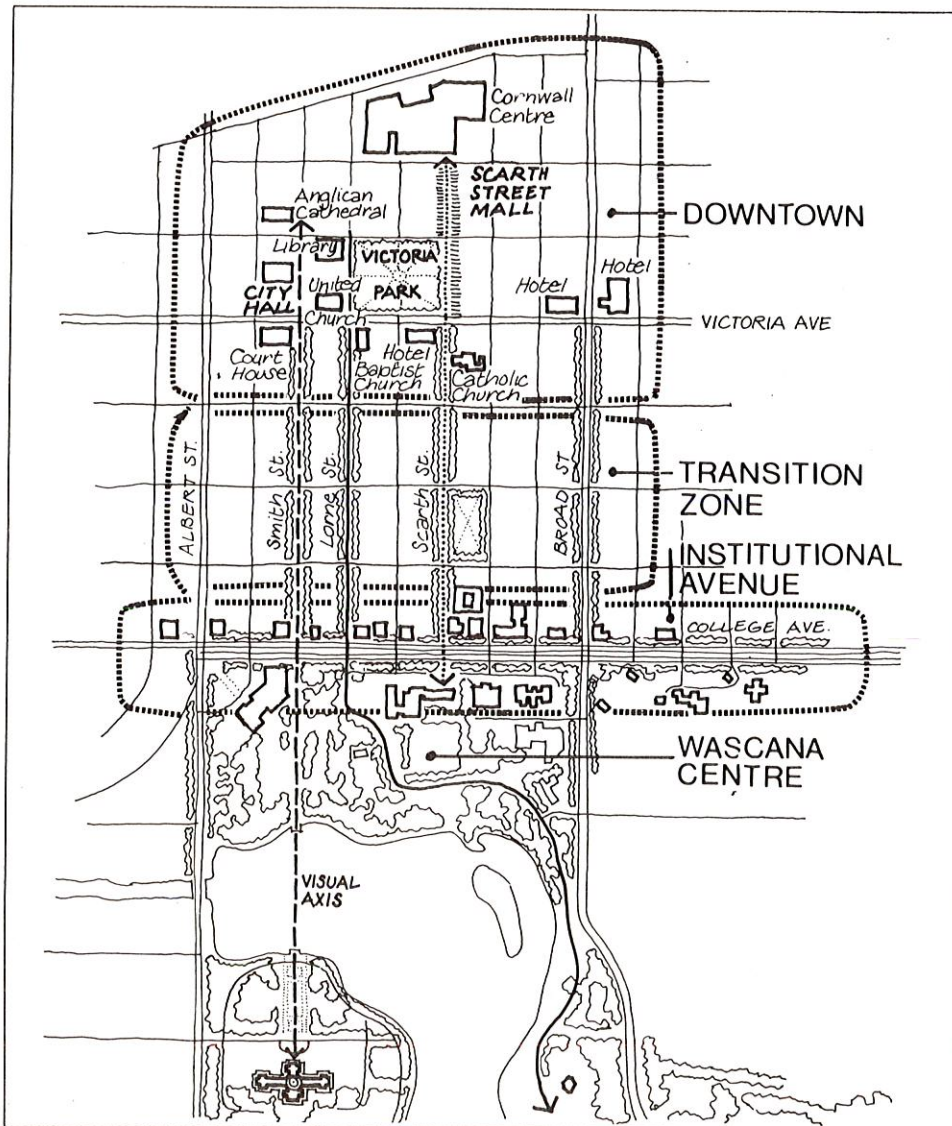 Cornwall
Centre
SCARTH
STREET
MALL
Anglican
Cathedral
DOWNTOWN
Library
VICTORIA
PARK
CITY
HALL
United
Church
Hotel
Hotel
VICTORIA AVE
Court
House
Hotel
Baptist
Church
Catholic
Church
ALBERT ST.
Smith St.
Lorne St.
Scarth St.
BROAD ST
TRANSITION
ZONE
INSTITUTIONAL
AVENUE
COLLEGE AVE.
WASCANA
CENTRE
VISUAL
AXIS